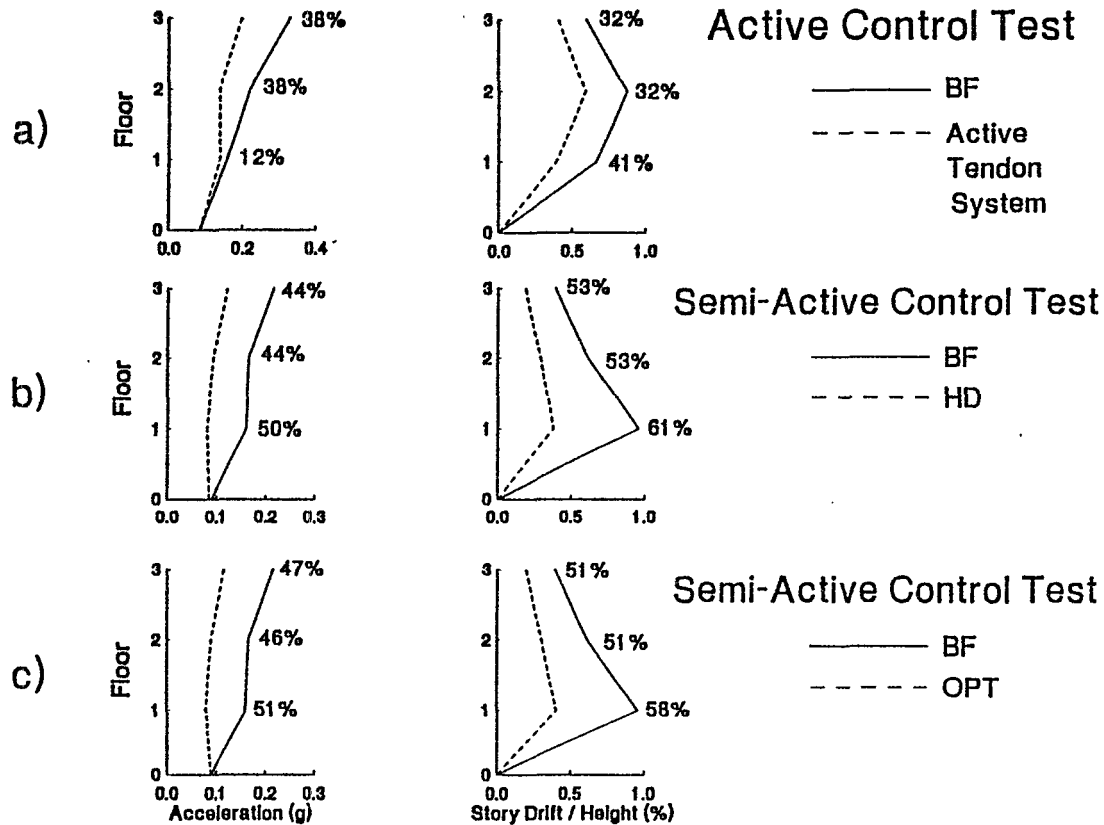 a)
Floor
3
2
1
0
38%
38%
12%
0.0 0.2 0.4
3
2
1
0
32%
32%
41%
0.0 0.5 1.0
Active Control Test
BF
Active
Tendon
System
b)
Floor
3
2
1
0
44%
44%
50%
0.0 0.1 0.2 0.3
3
2
1
0
53%
53%
61%
0.0 0.5 1.0
Semi-Active Control Test
BF
HD
c)
Floor
3
2
1
0
47%
46%
51%
0.0 0.1 0.2 0.3
Acceleration (g)
3
2
1
0
51%
51%
58%
0.0 0.5 1.0
Story Drift / Height (%)
Semi-Active Control Test
BF
OPT